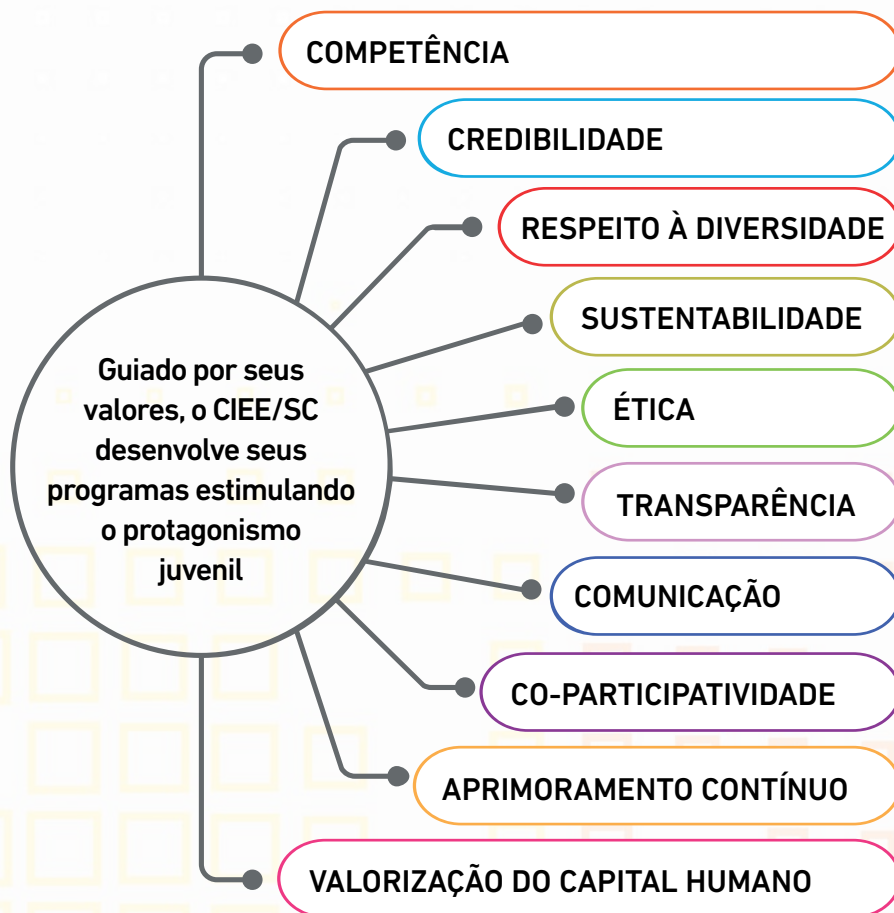 COMPETÊNCIA
CREDIBILIDADE
RESPEITO À DIVERSIDADE
SUSTENTABILIDADE
Guiado por seus
valores, o CIEE/SC
desenvolve seus
programas estimulando
o protagonismo
juvenil
ÉTICA
TRANSPARÊNCIA
COMUNICAÇÃO
CO-PARTICIPATIVIDADE
APRIMORAMENTO CONTÍNUO
VALORIZAÇÃO DO CAPITAL HUMANO